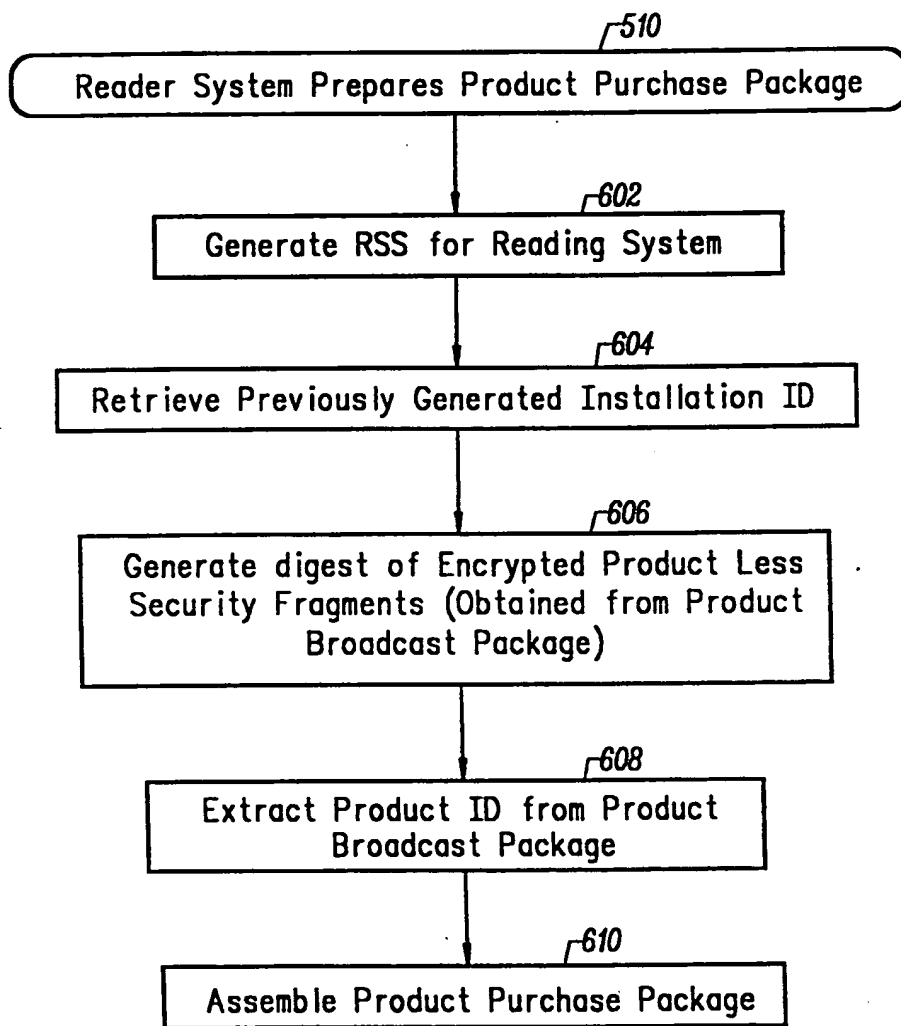 510
Reader System Prepares Product Purchase Package
602
Generate RSS for Reading System
604
Retrieve Previously Generated Installation ID
606
Generate digest of Encrypted Product Less
Security Fragments (Obtained from Product
Broadcast Package)
608
Extract Product ID from Product
Broadcast Package
610
Assemble Product Purchase Package